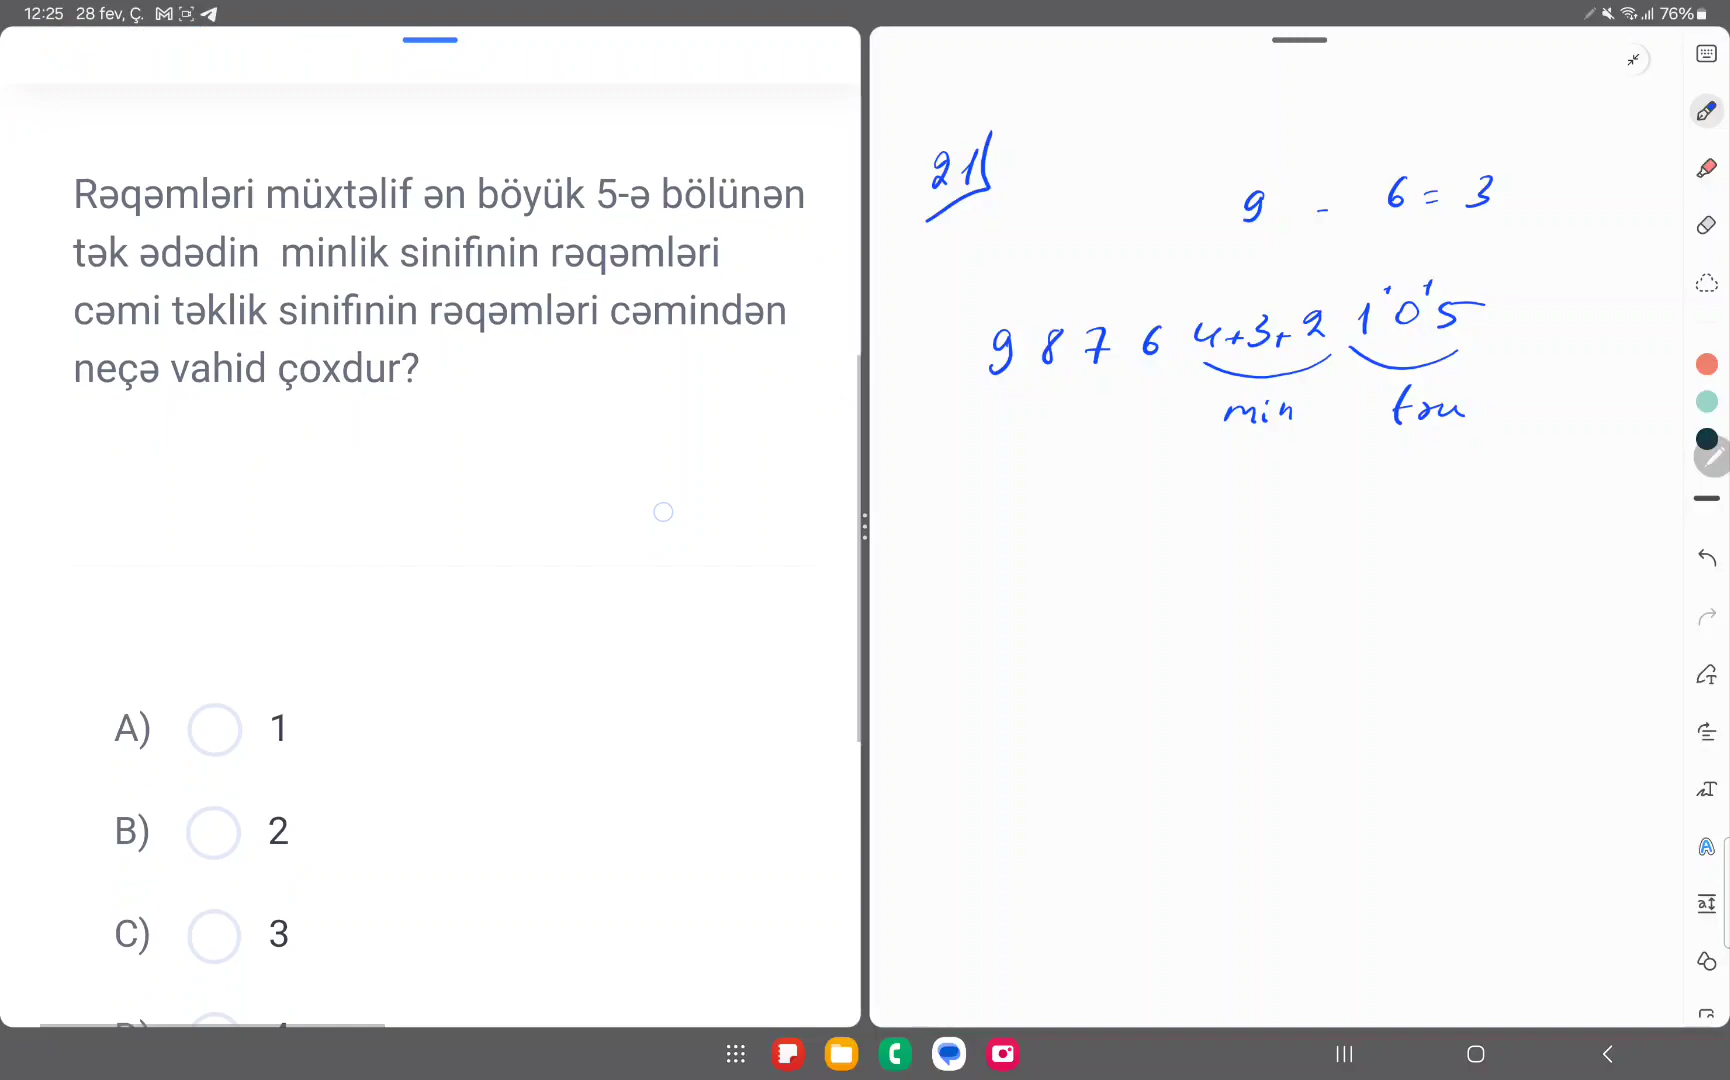 12:25 28 fev, Ç. 76%
Rəqəmləri müxtəlif ən böyük 5-ə bölünən
tək ədədin minlik sinifinin rəqəmləri
cəmi təklik sinifinin rəqəmləri cəmindən
neçə vahid çoxdur?
A) 1
B) 2
C) 3
21)
9 - 6 = 3
9 8 7 6 4+3+2 1+0+5
min tək